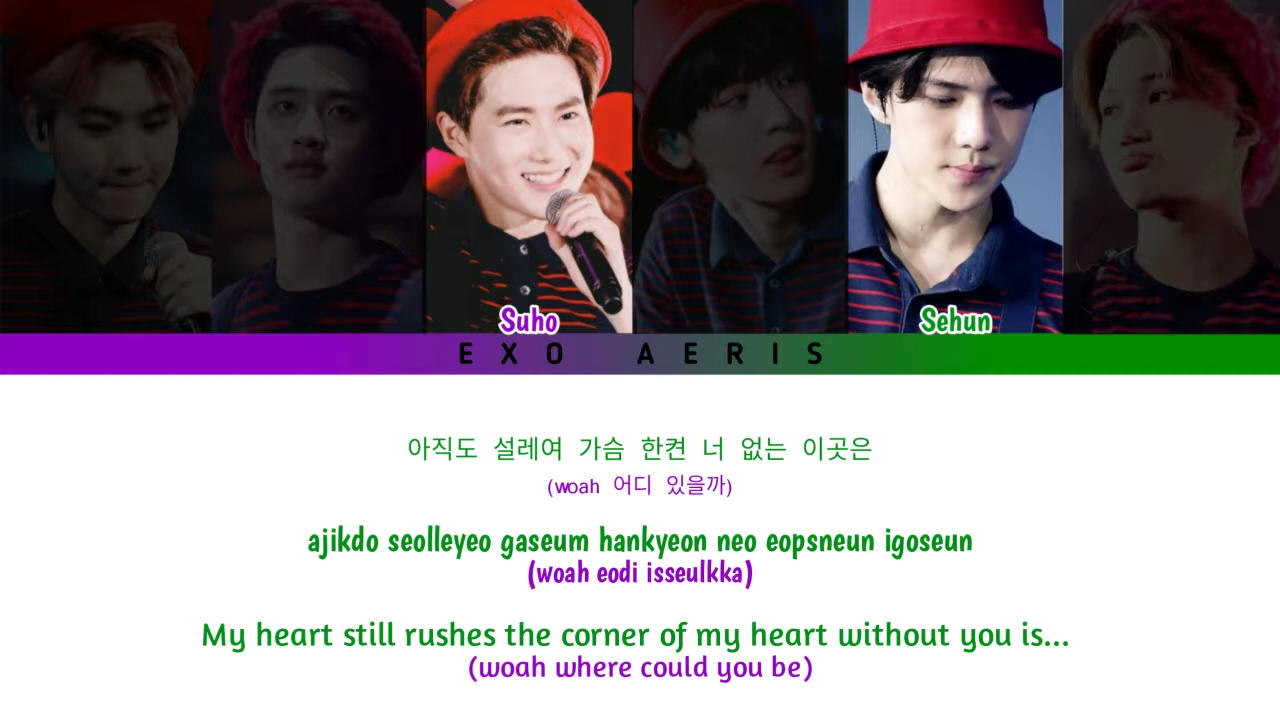 Suho
Sehun
EXO AERIS
아직도 설레여 가슴 한켠 너 없는 이곳은
(woah 어디 있을까)
ajikdo seolleyeo gaseum hankyeon neo eopsneun igoseun
(woah eodi isseulkka)
My heart still rushes the corner of my heart without you is...
(woah where could you be)